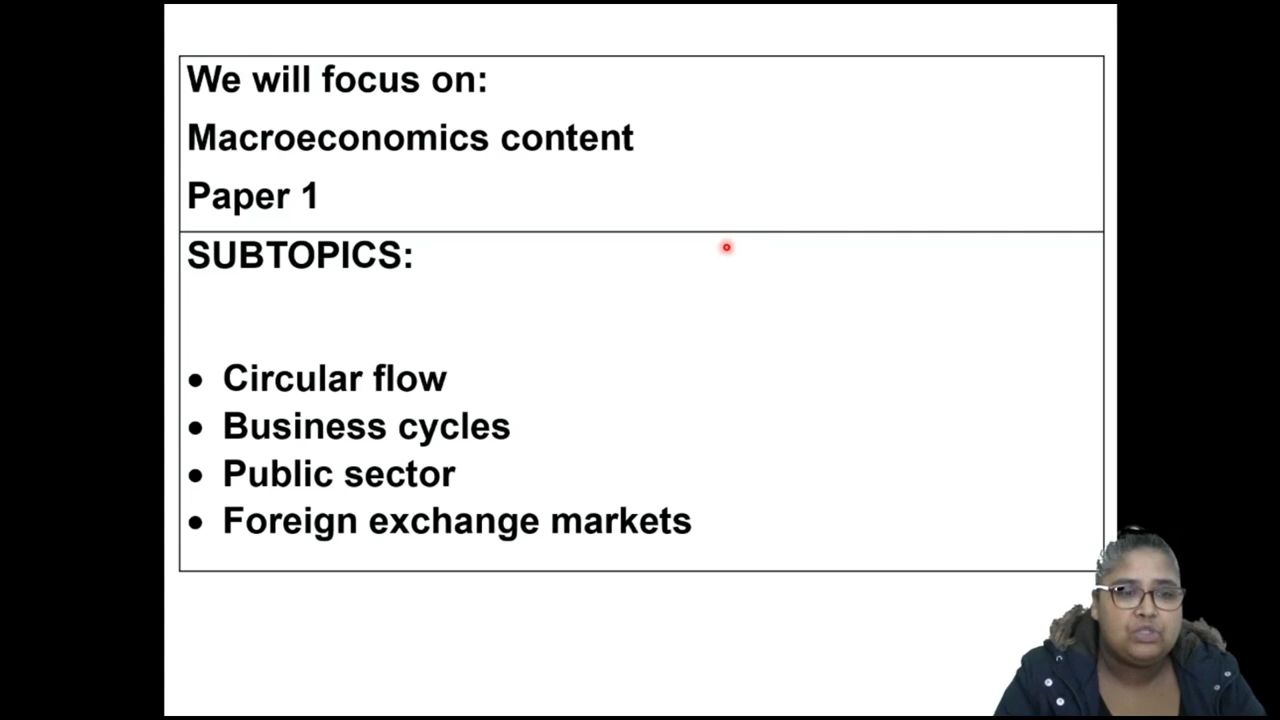 We will focus on:
Macroeconomics content
Paper 1
SUBTOPICS:
• Circular flow
• Business cycles
• Public sector
• Foreign exchange markets